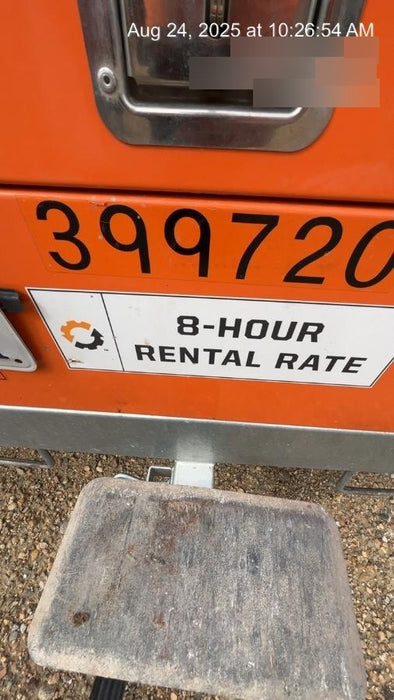 Aug 24, 2025 at 10:26:54 AM
399720
8-HOUR
RENTAL RATE